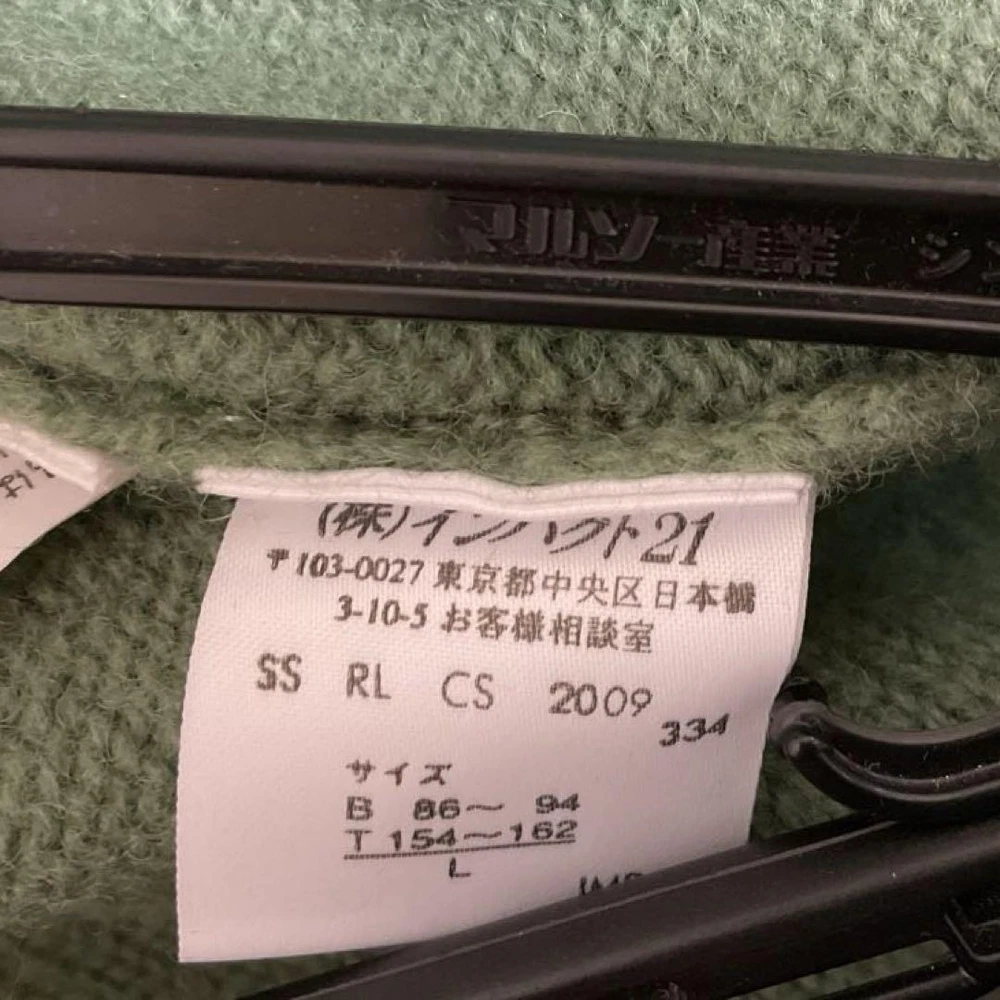 マルソー産業
(株)インパクト21
〒103-0027 東京都中央区日本橋
3-10-5 お客様相談室
SS RL CS 2009
334
サイズ
B 86〜 94
T 154〜162
L